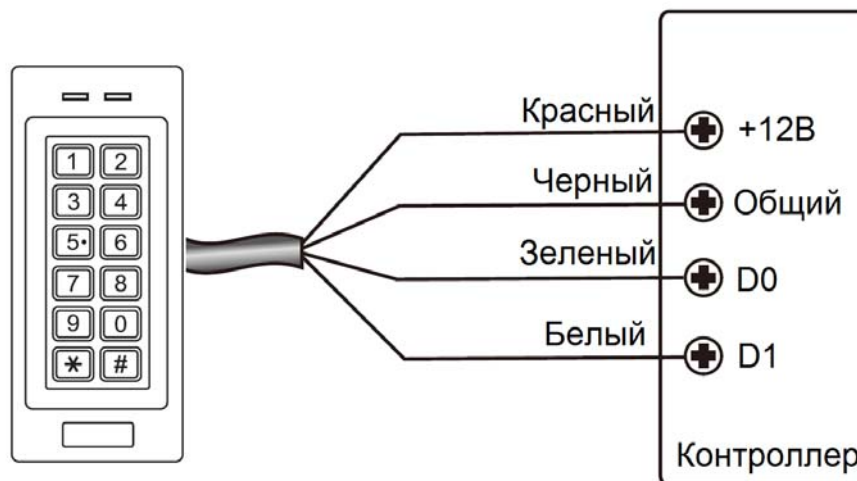 Красный
+12В
Черный
Общий
Зеленый
D0
Белый
D1
Контроллер
1 2
3 4
5• 6
7 8
9 0
* #